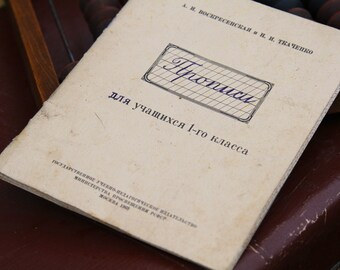 А. И. ВОСКРЕСЕНСКАЯ и Н. И. ТКАЧЕНКО
Прописи
для учащихся 1-го класса
ГОСУДАРСТВЕННОЕ УЧЕБНО-ПЕДАГОГИЧЕСКОЕ ИЗДАТЕЛЬСТВО
МИНИСТЕРСТВА ПРОСВЕЩЕНИЯ РСФСР
МОСКВА